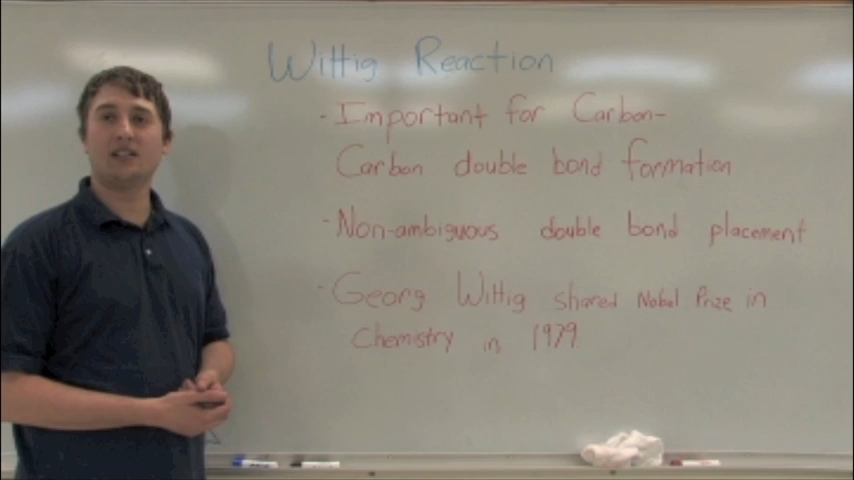 Wittig Reaction
- Important for Carbon-
Carbon double bond formation
- Non-ambiguous double bond placement
- Georg Wittig shared Nobel Prize in
Chemistry in 1979